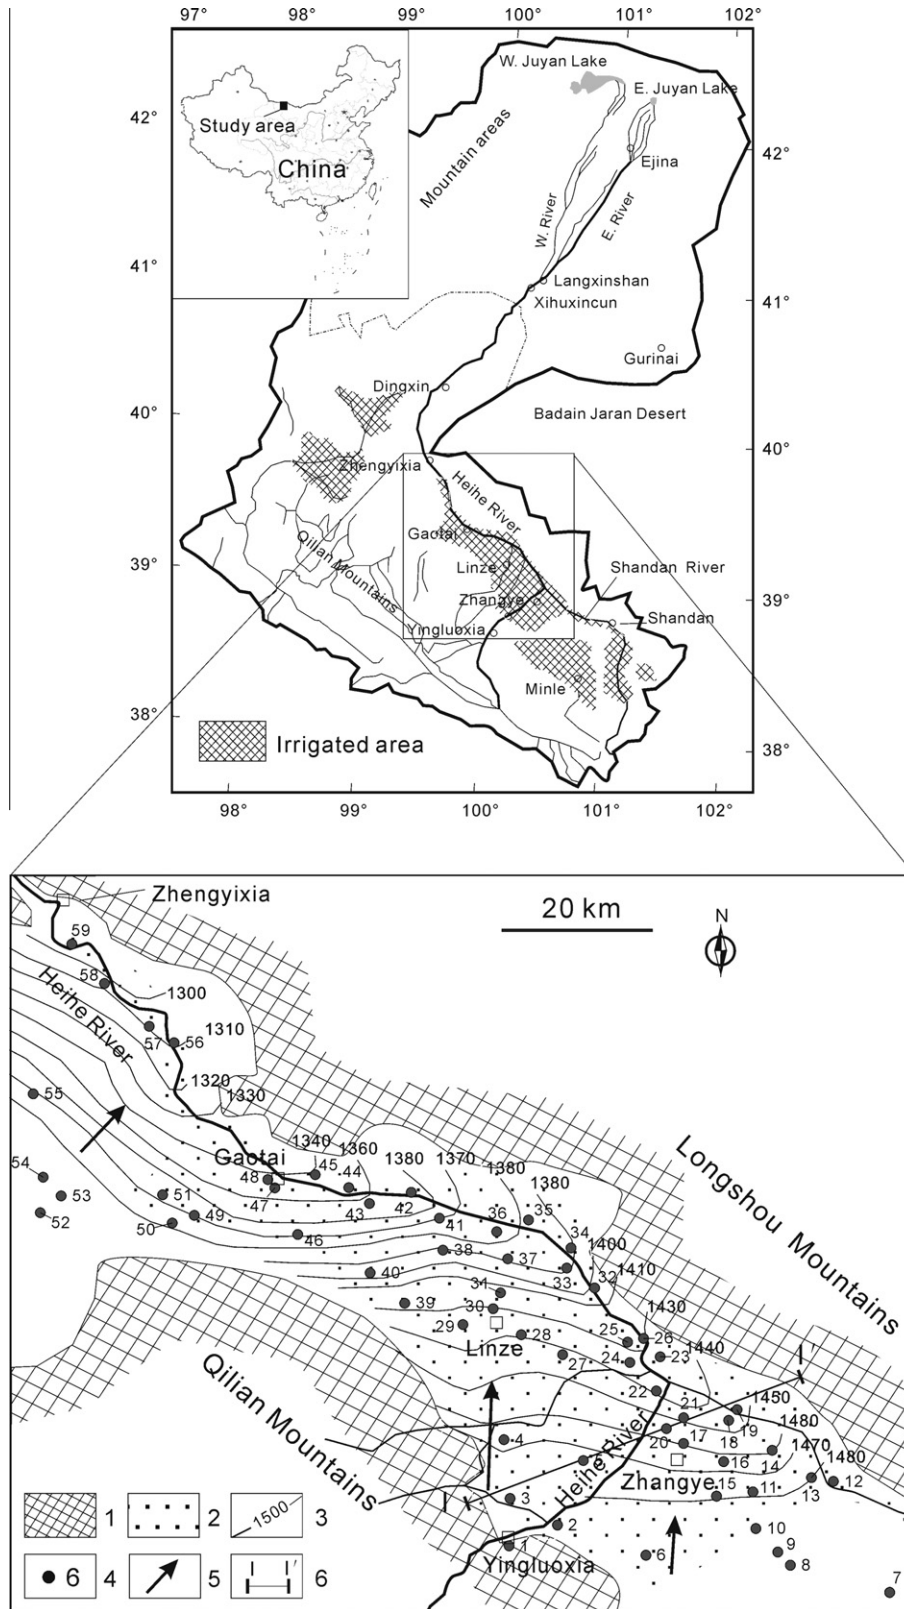 97° 98° 99° 100° 101° 102°
W. Juyan Lake
E. Juyan Lake
42°
42°
Study area
China
Mountain areas
Ejina
W. River
E. River
41°
41°
Langxinshan
Xihuxincun
Gurinai
Dingxin
40°
40°
Badain Jaran Desert
Zhengyixia
Heihe River
Gaotai
Qilian Mountains
39°
39°
Linze
Shandan River
Zhangye
Shandan
Yingluoxia
Minle
38°
38°
Irrigated area
98° 99° 100° 101° 102°
Zhengyixia
20 km
N
59
58
1300
Heihe River
57 56
1310
1320
1330
55
Gaotai
1340
1360
1380
1370
1380
1380
Longshou Mountains
54
53
52
51
50
49
48
47
45
44
43
42
41
46
36
35
34
1400
1410
38
37
33
32
40
31
30
39
29
28
Linze
27
25
26
24
23
22
1430
1440
I'
Qilian Mountains
1450
1480
1470
1480
21
20
17
18
19
4
16
14
Heihe River
Zhangye
15
11
13
12
I
3
2
10
1
Yingluoxia
6
9
8
7
1 2 1500 3
6 4 5 I I' 6